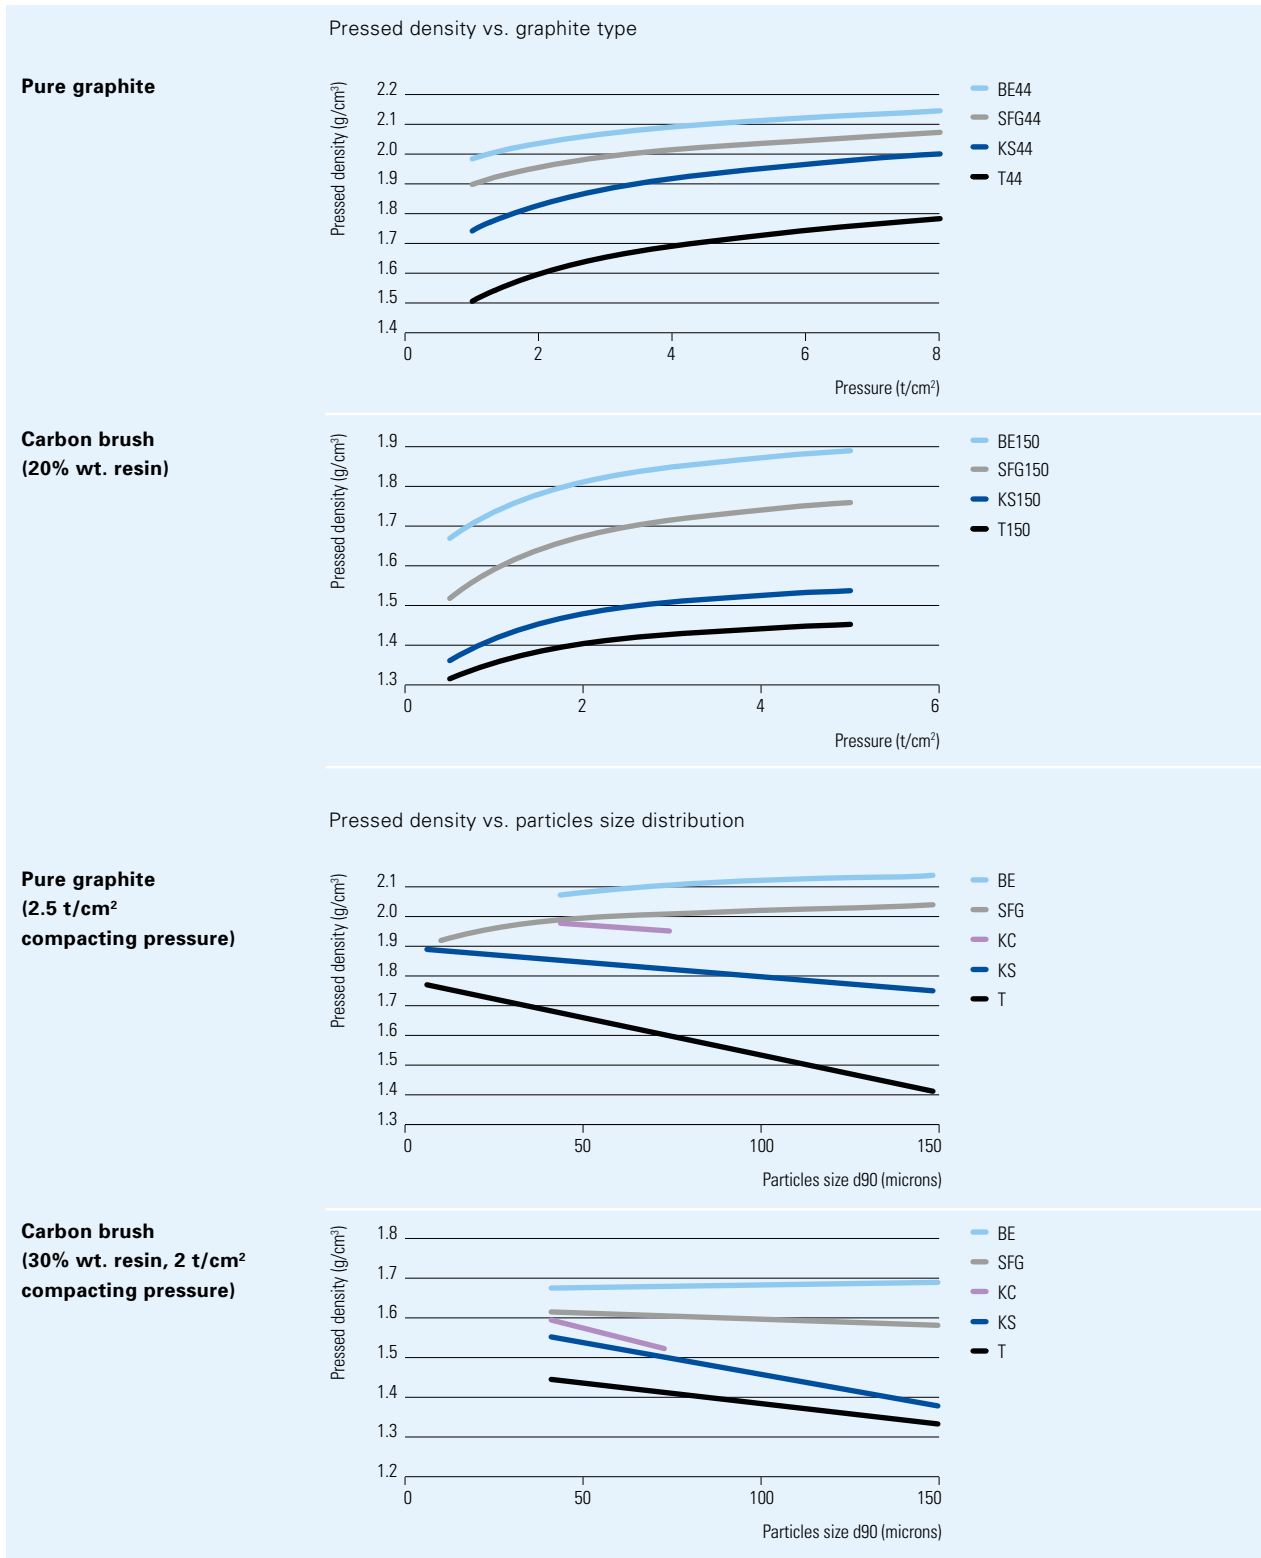 Pressed density vs. graphite type
Pure graphite
Pressed density (g/cm³)
2.2
2.1
2.0
1.9
1.8
1.7
1.6
1.5
1.4
0 2 4 6 8
Pressure (t/cm²)
BE44
SFG44
KS44
T44
Carbon brush
(20% wt. resin)
Pressed density (g/cm³)
1.9
1.8
1.7
1.6
1.5
1.4
1.3
0 2 4 6
Pressure (t/cm²)
BE150
SFG150
KS150
T150
Pressed density vs. particles size distribution
Pure graphite
(2.5 t/cm²
compacting pressure)
Pressed density (g/cm³)
2.1
2.0
1.9
1.8
1.7
1.6
1.5
1.4
1.3
0 50 100 150
Particles size d90 (microns)
BE
SFG
KC
KS
T
Carbon brush
(30% wt. resin, 2 t/cm²
compacting pressure)
Pressed density (g/cm³)
1.8
1.7
1.6
1.5
1.4
1.3
1.2
0 50 100 150
Particles size d90 (microns)
BE
SFG
KC
KS
T